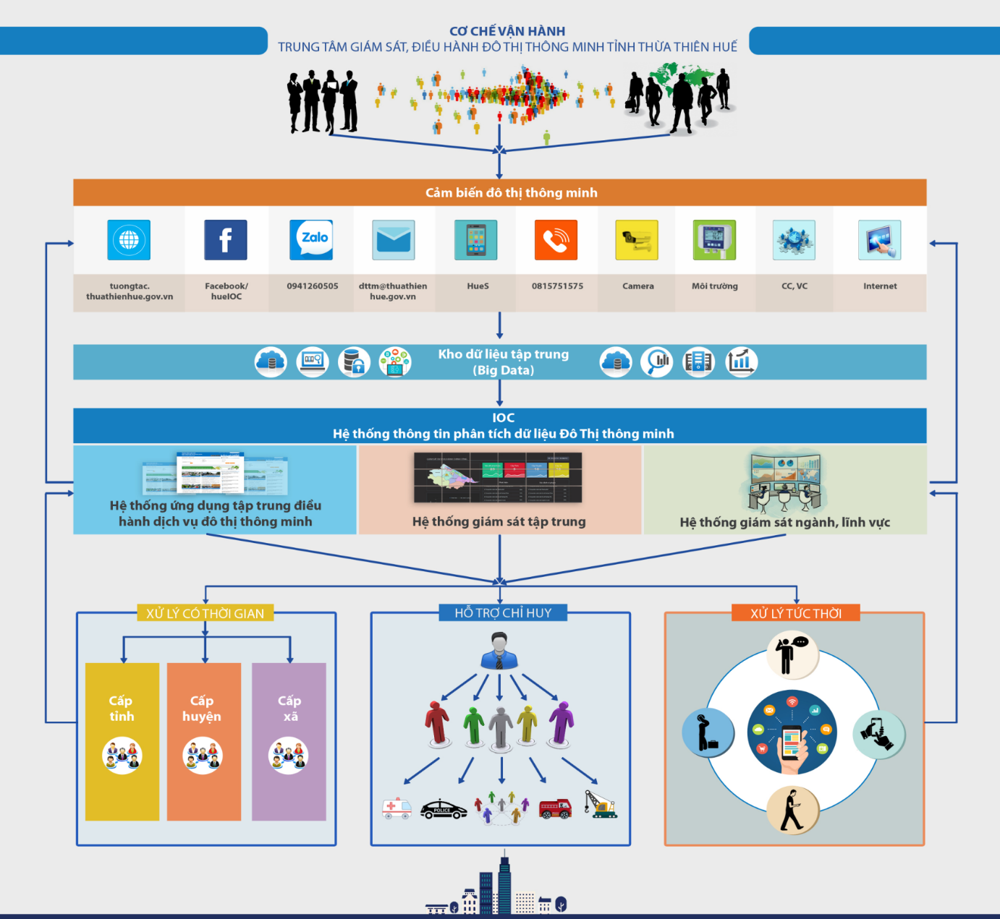 CƠ CHẾ VẬN HÀNH
TRUNG TÂM GIÁM SÁT, ĐIỀU HÀNH ĐÔ THỊ THÔNG MINH TỈNH THỪA THIÊN HUẾ
Cảm biến đô thị thông minh
Zalo
tuongtac.
thuathienhue.gov.vn
Facebook/
hueIOC
0941260505
dttm@thuathien
hue.gov.vn
HueS
0815751575
Camera
Môi trường
CC, VC
Internet
Kho dữ liệu tập trung
(Big Data)
IOC
Hệ thống thông tin phân tích dữ liệu Đô Thị thông minh
Hệ thống ứng dụng tập trung điều
hành dịch vụ đô thị thông minh
Hệ thống giám sát tập trung
Hệ thống giám sát ngành, lĩnh vực
XỬ LÝ CÓ THỜI GIAN
Cấp
tỉnh
Cấp
huyện
Cấp
xã
HỖ TRỢ CHỈ HUY
POLICE
XỬ LÝ TỨC THỜI